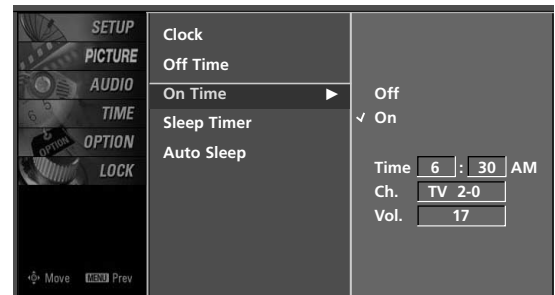 SETUP
PICTURE
AUDIO
TIME
OPTION
LOCK
Move MENU Prev
Clock
Off Time
On Time
Sleep Timer
Auto Sleep
Off
On
Time 6 : 30 AM
Ch. TV 2-0
Vol. 17